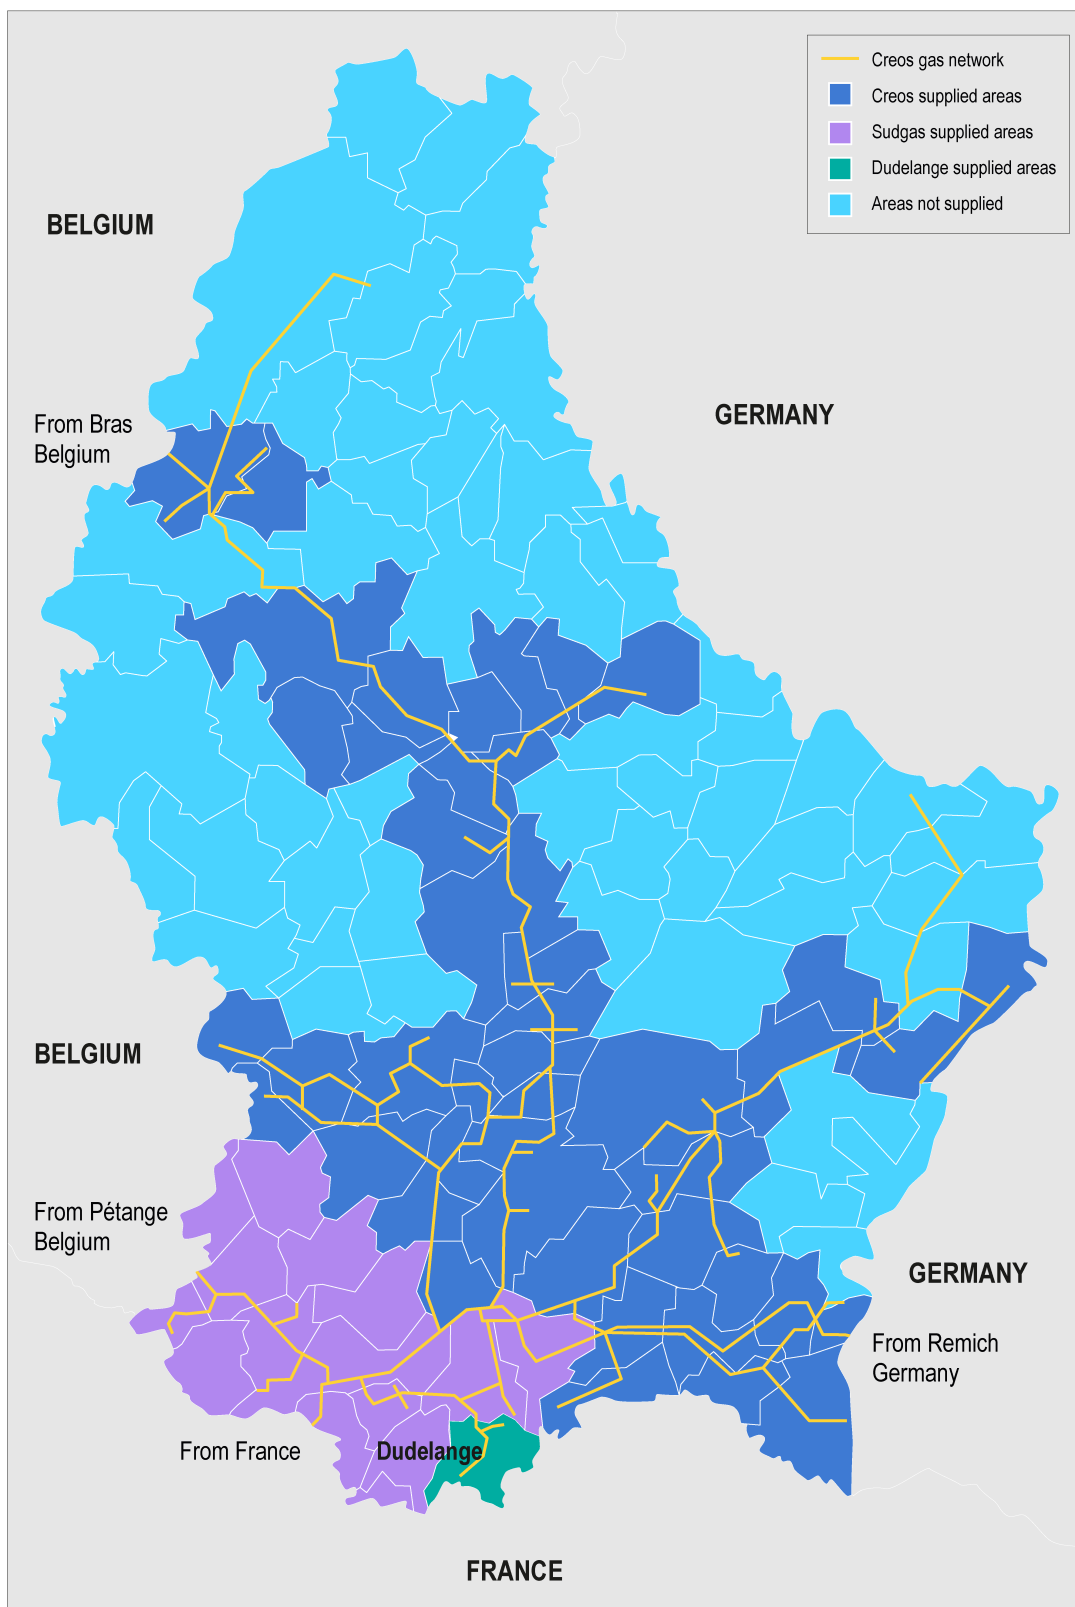 Creos gas network
Creos supplied areas
Sudgas supplied areas
Dudelange supplied areas
Areas not supplied
BELGIUM
GERMANY
From Bras
Belgium
BELGIUM
From Pétange
Belgium
GERMANY
From Remich
Germany
From France
Dudelange
FRANCE